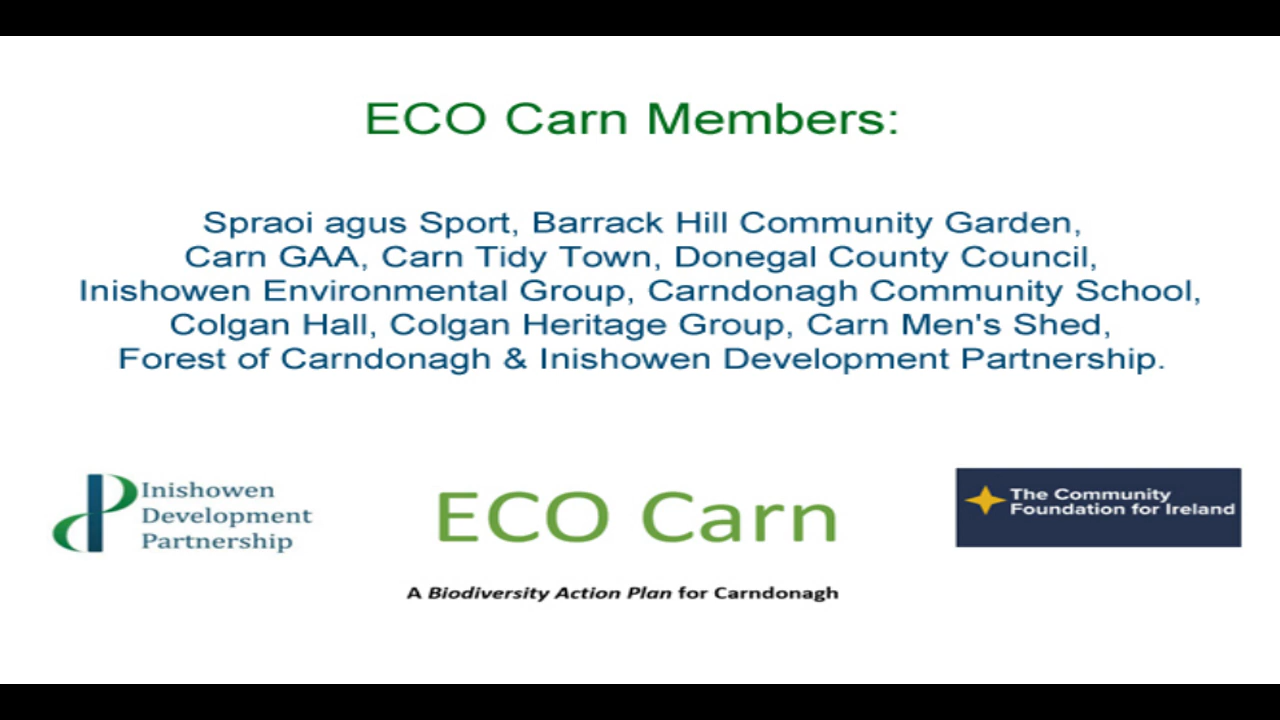 ECO Carn Members:
Spraoi agus Sport, Barrack Hill Community Garden,
Carn GAA, Carn Tidy Town, Donegal County Council,
Inishowen Environmental Group, Carndonagh Community School,
Colgan Hall, Colgan Heritage Group, Carn Men's Shed,
Forest of Carndonagh & Inishowen Development Partnership.
Inishowen
Development
Partnership
ECO Carn
A Biodiversity Action Plan for Carndonagh
The Community
Foundation for Ireland